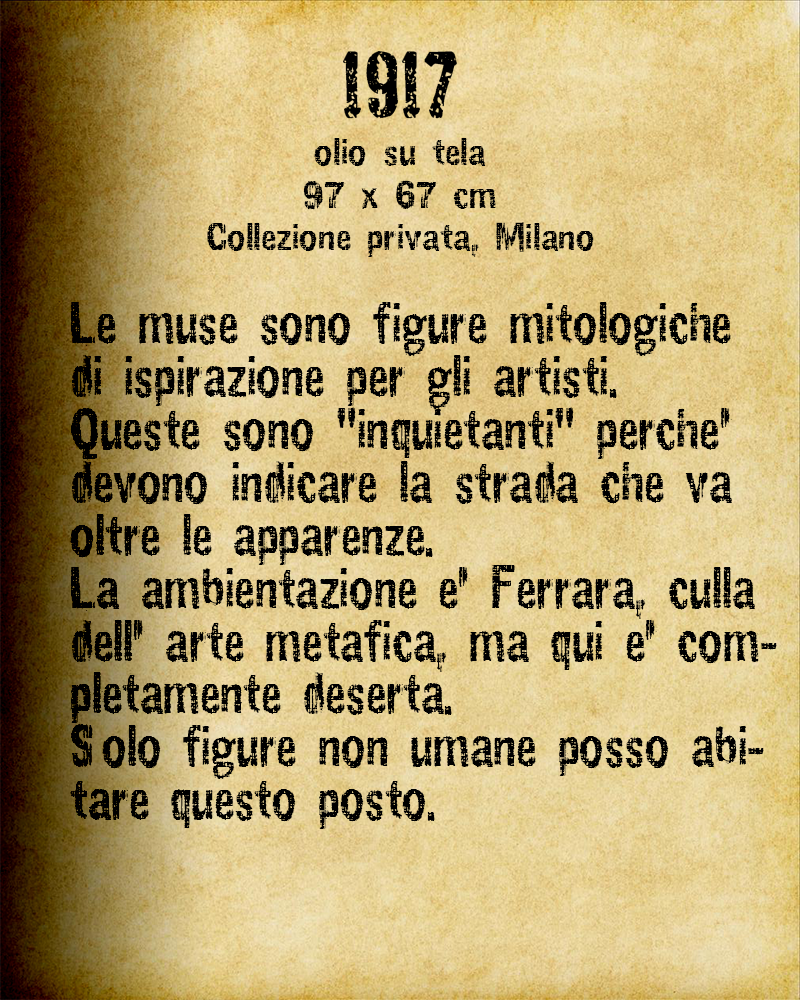 1917
olio su tela
97 x 67 cm
Collezione privata, Milano
Le muse sono figure mitologiche
di ispirazione per gli artisti.
Queste sono "inquietanti" perche'
devono indicare la strada che va
oltre le apparenze.
La ambientazione e' Ferrara, culla
dell' arte metafica, ma qui e' com-
pletamente deserta.
Solo figure non umane posso abi-
tare questo posto.